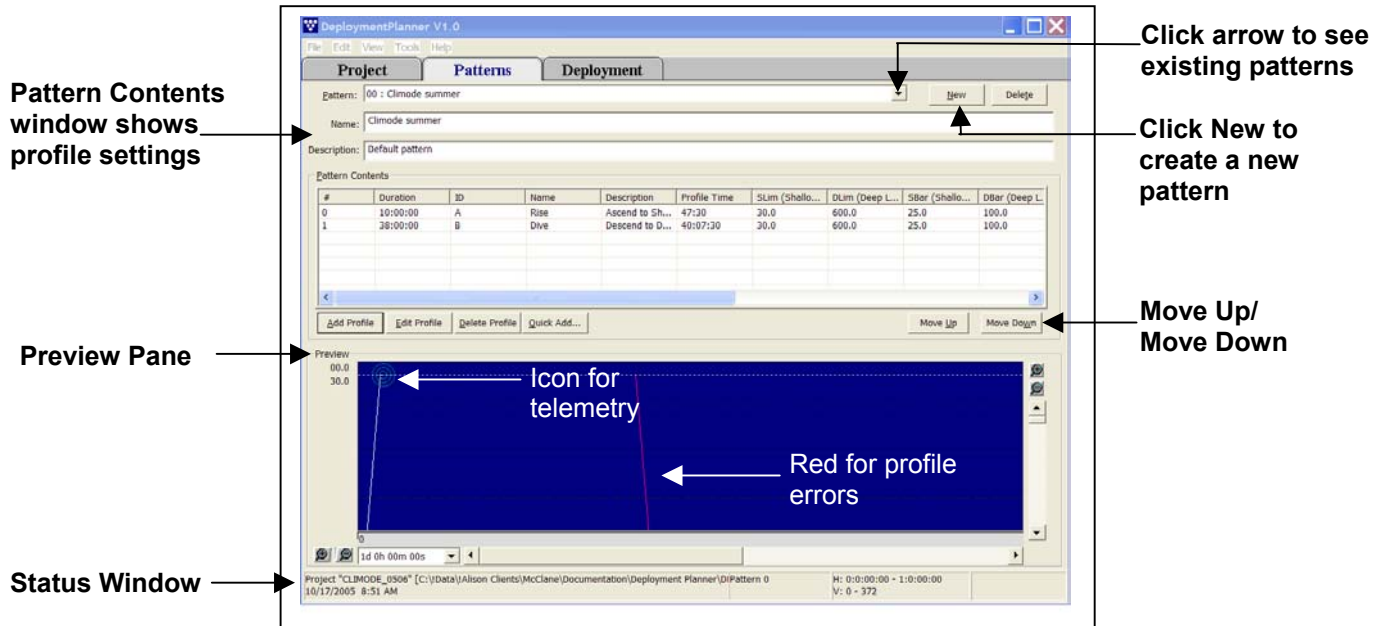 DeploymentPlanner V1.0
File Edit View Tools Help
Project Patterns Deployment
Pattern: 00 : Climode summer New Delete
Name: Climode summer
Description: Default pattern
Pattern Contents
# Duration ID Name Description Profile Time SLim (Shallo... DLim (Deep L... SBar (Shallo... DBar (Deep L
0 10:00:00 A Rise Ascend to Sh... 47:30 30.0 600.0 25.0 100.0
1 38:00:00 B Dive Descend to D... 40:07:30 30.0 600.0 25.0 100.0
Add Profile Edit Profile Delete Profile Quick Add... Move Up Move Down
Preview
00.0
30.0
Icon for
telemetry
Red for profile
errors
0
1d 0h 00m 00s
Project "CLIMODE_0506" [C:\!Data\!Alison Clients\McClane\Documentation\Deployment Planner\D Pattern 0 H: 0:0:00:00 - 1:0:00:00
10/17/2005 8:51 AM V: 0 - 372
Pattern Contents
window shows
profile settings
Preview Pane
Status Window
Click arrow to see
existing patterns
Click New to
create a new
pattern
Move Up/
Move Down